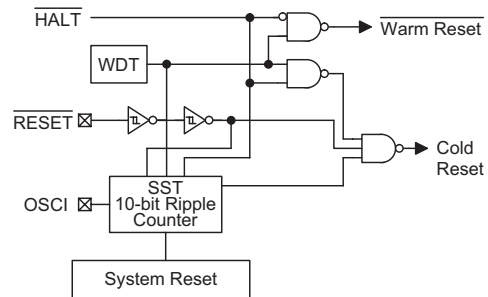 HALT
Warm Reset
WDT
RESET
Cold
Reset
OSCI
SST
10-bit Ripple
Counter
System Reset